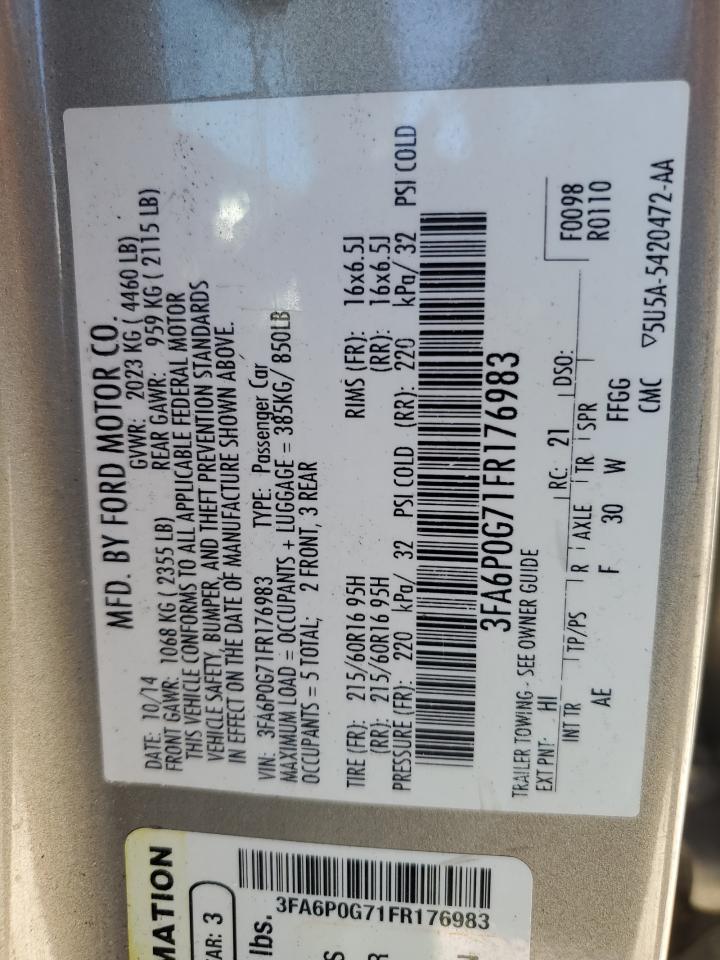 MFD. BY FORD MOTOR CO.
DATE: 10/14 GVWR: 2023 KG ( 4460 LB)
FRONT GAWR: 1068 KG ( 2355 LB) REAR GAWR: 959 KG ( 2115 LB)
THIS VEHICLE CONFORMS TO ALL APPLICABLE FEDERAL MOTOR
VEHICLE SAFETY, BUMPER, AND THEFT PREVENTION STANDARDS
IN EFFECT ON THE DATE OF MANUFACTURE SHOWN ABOVE.
VIN: 3FA6P0G71FR176983 TYPE: Passenger Car
MAXIMUM LOAD = OCCUPANTS + LUGGAGE = 385KG/ 850LB
OCCUPANTS = 5 TOTAL; 2 FRONT, 3 REAR
TIRE (FR): 215/60R16 95H RIMS (FR): 16x6.5J
(RR): 215/60R16 95H (RR): 16x6.5J
PRESSURE (FR): 220 kPa/ 32 PSI COLD (RR): 220 kPa/ 32 PSI COLD
3FA6P0G71FR176983
TRAILER TOWING - SEE OWNER GUIDE
EXT PNT: HI RC: 21 DSO: F0098
INT TR TP/PS R AXLE TR SPR R0110
AE F 30 W FFGG
CMC ▽5U5A-5420472-AA
MATION
AR: 3
lbs.
3FA6P0G71FR176983
S
R